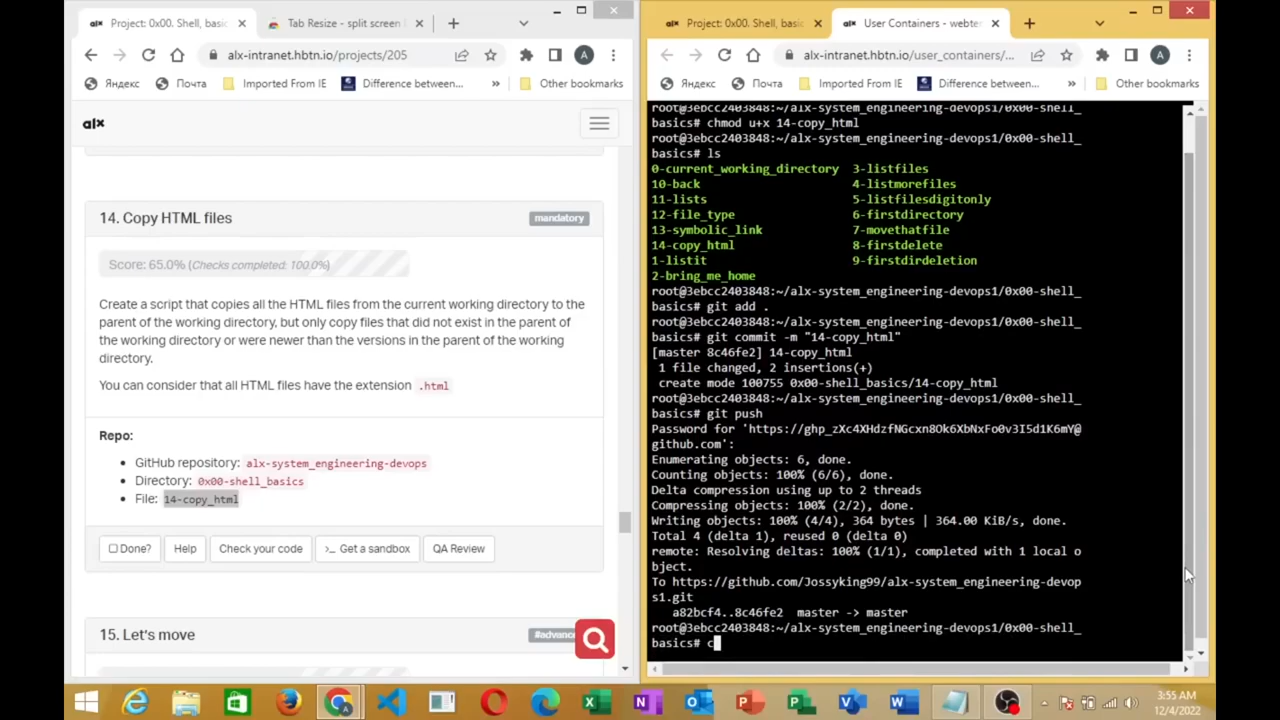 Project: 0x00. Shell, basic
Tab Resize - split screen
alx-intranet.hbtn.io/projects/205
A
Яндекс
Почта
Imported From IE
Difference between...
»
Other bookmarks
alx
14. Copy HTML files
mandatory
Score: 65.0% (Checks completed: 100.0%)
Create a script that copies all the HTML files from the current working directory to the
parent of the working directory, but only copy files that did not exist in the parent of
the working directory or were newer than the versions in the parent of the working
directory.
You can consider that all HTML files have the extension .html
Repo:
• GitHub repository: alx-system_engineering-devops
• Directory: 0x00-shell_basics
• File: 14-copy_html
Done?
Help
Check your code
>_ Get a sandbox
QA Review
15. Let's move
#advanc
Project: 0x00. Shell, basic
User Containers - webter
alx-intranet.hbtn.io/user_containers/...
A
Яндекс
Почта
Imported From IE
Difference between...
»
Other bookmarks
root@3ebcc2403848:~/alx-system_engineering-devops1/0x00-shell_
basics# chmod u+x 14-copy_html
root@3ebcc2403848:~/alx-system_engineering-devops1/0x00-shell_
basics# ls
0-current_working_directory  3-listfiles
10-back  4-listmorefiles
11-lists  5-listfilesdigitonly
12-file_type  6-firstdirectory
13-symbolic_link  7-movethatfile
14-copy_html  8-firstdelete
1-listit  9-firstdirdeletion
2-bring_me_home
root@3ebcc2403848:~/alx-system_engineering-devops1/0x00-shell_
basics# git add .
root@3ebcc2403848:~/alx-system_engineering-devops1/0x00-shell_
basics# git commit -m "14-copy_html"
[master 8c46fe2] 14-copy_html
1 file changed, 2 insertions(+)
create mode 100755 0x00-shell_basics/14-copy_html
root@3ebcc2403848:~/alx-system_engineering-devops1/0x00-shell_
basics# git push
Password for 'https://ghp_zXc4XHdzfNGcxn8Ok6XbNxFo0v3I5d1K6mY@
github.com':
Enumerating objects: 6, done.
Counting objects: 100% (6/6), done.
Delta compression using up to 2 threads
Compressing objects: 100% (2/2), done.
Writing objects: 100% (4/4), 364 bytes | 364.00 KiB/s, done.
Total 4 (delta 1), reused 0 (delta 0)
remote: Resolving deltas: 100% (1/1), completed with 1 local o
bject.
To https://github.com/Jossyking99/alx-system_engineering-devop
s1.git
a82bcf4..8c46fe2  master -> master
root@3ebcc2403848:~/alx-system_engineering-devops1/0x00-shell_
basics# c
3:55 AM
12/4/2022